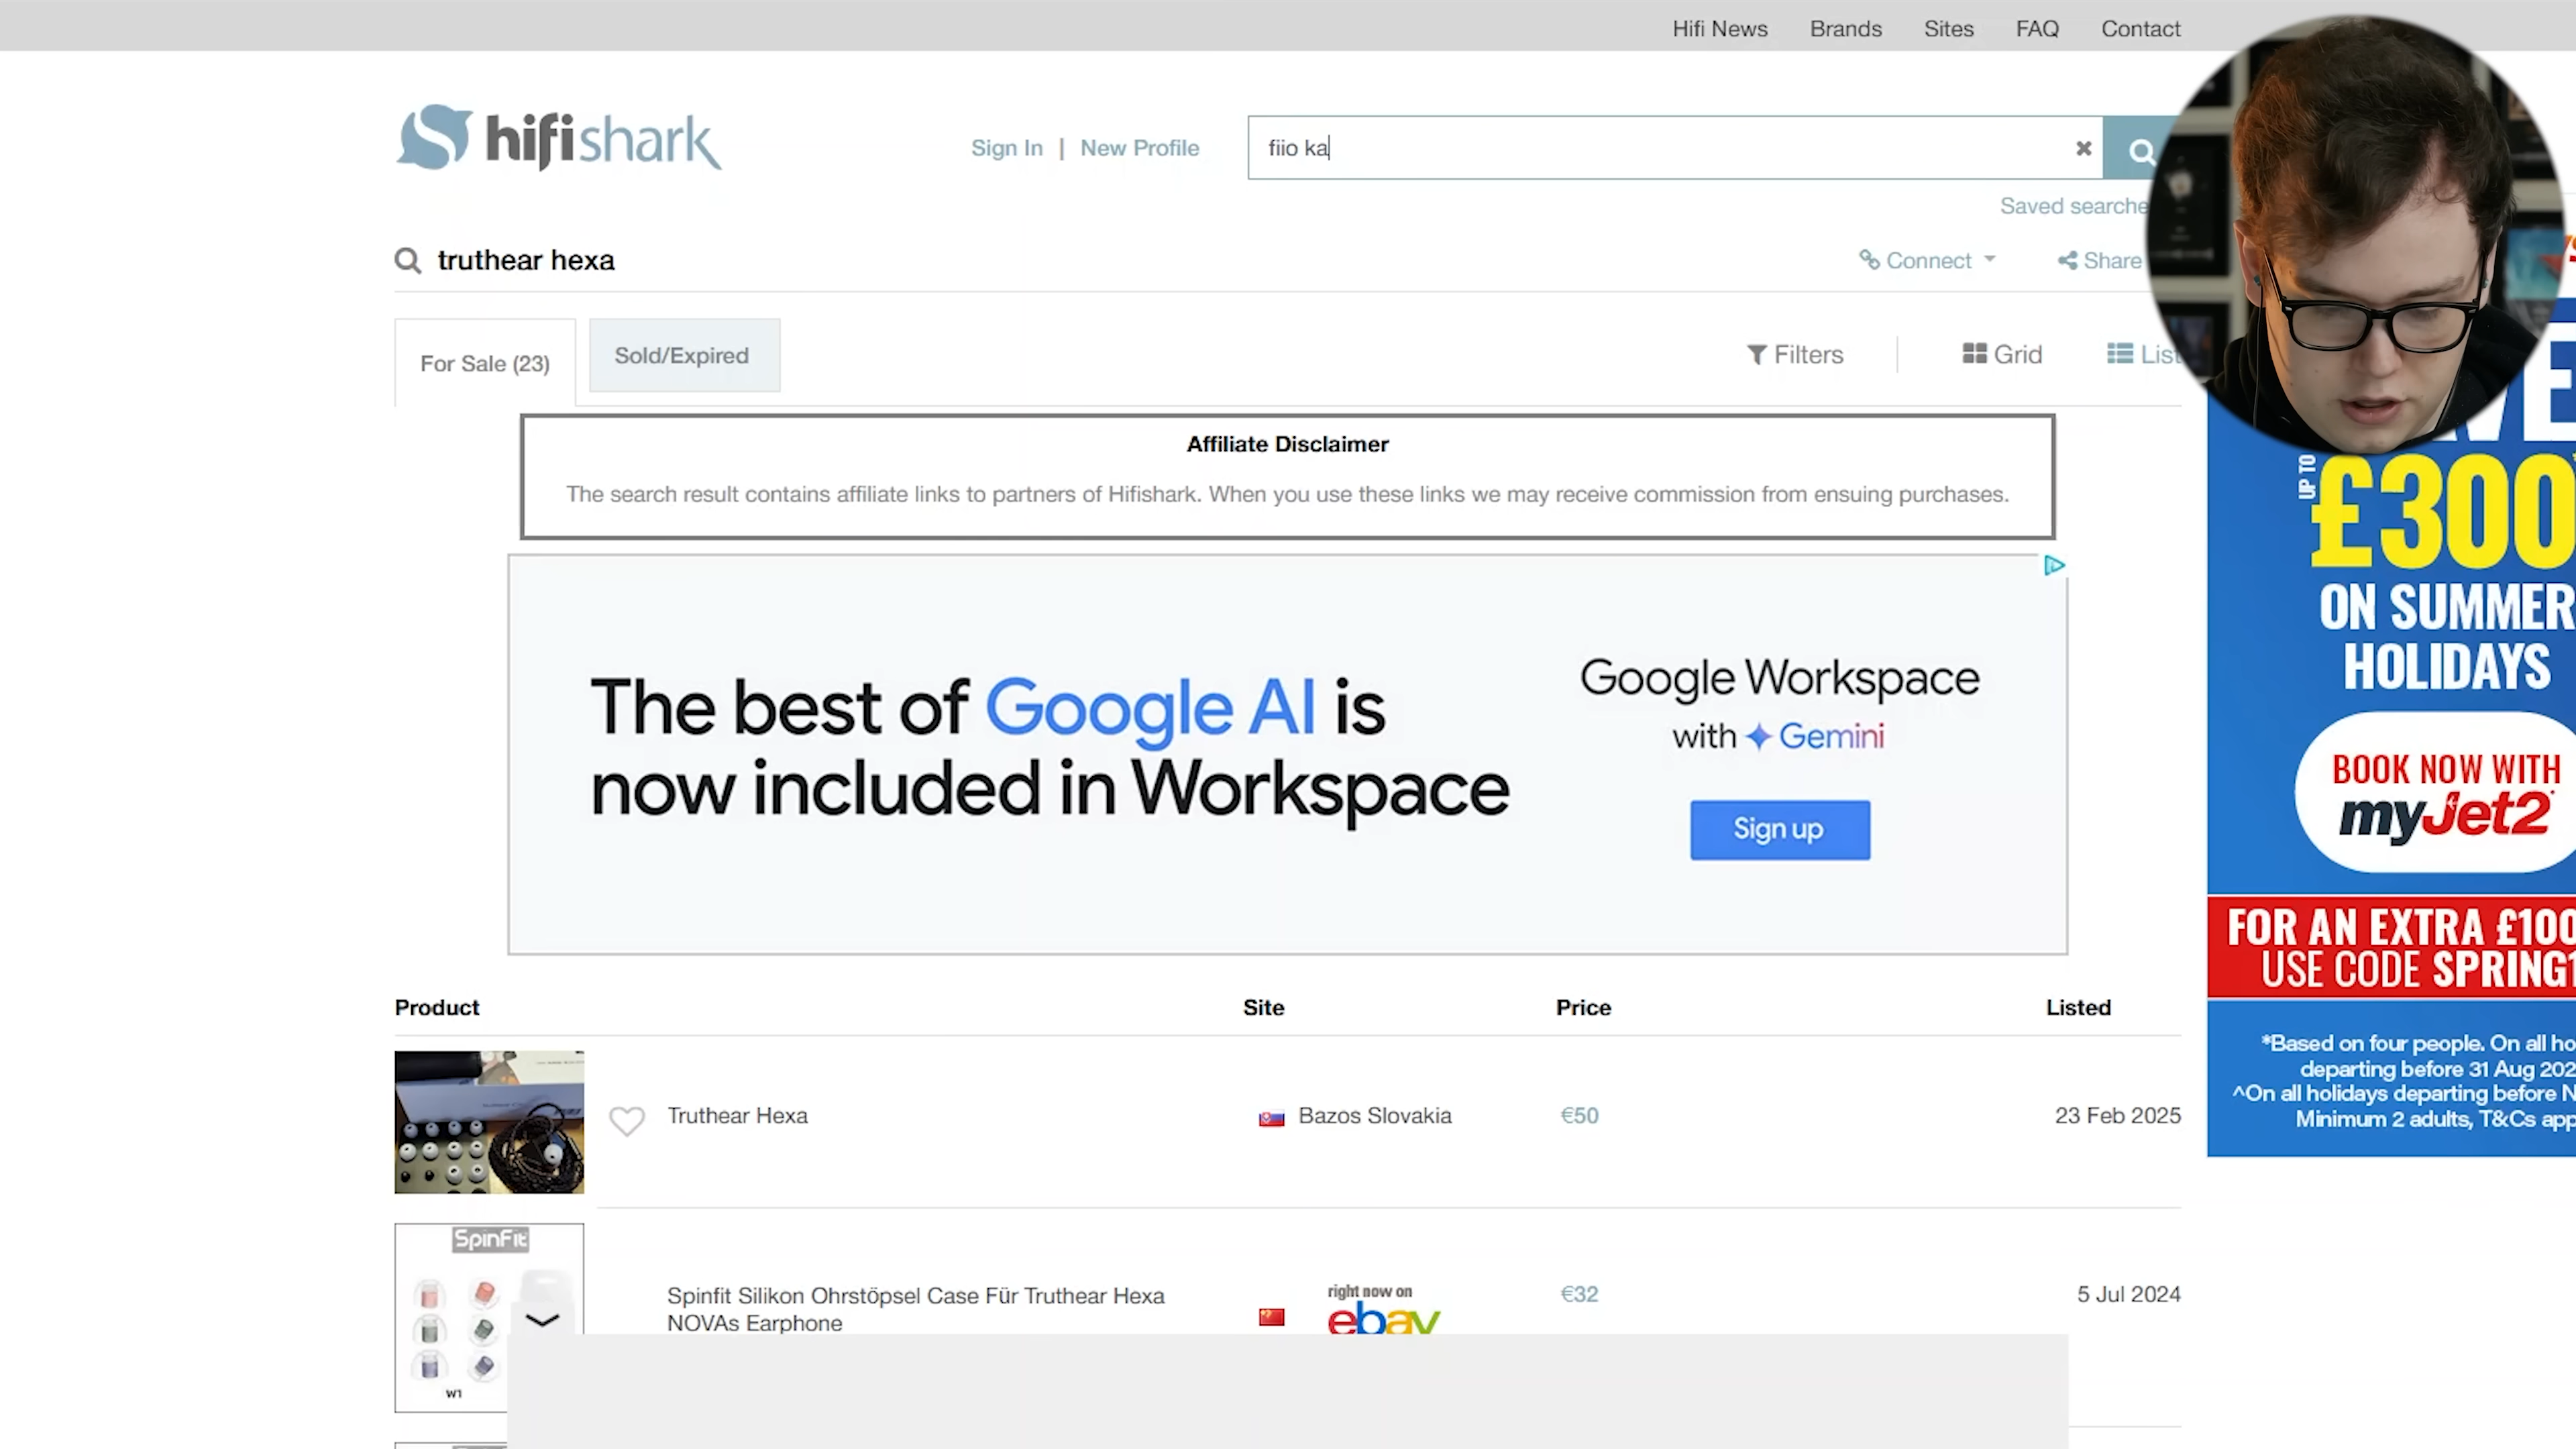 Hifi News Brands Sites FAQ Contact
hifishark
Sign In | New Profile
fiio ka
Saved searche
truthear hexa
Connect
Share
For Sale (23)
Sold/Expired
Filters
Grid
List
Affiliate Disclaimer
The search result contains affiliate links to partners of Hifishark. When you use these links we may receive commission from ensuing purchases.
The best of Google AI is
now included in Workspace
Google Workspace
with Gemini
Sign up
UP TO
£300
ON SUMMER
HOLIDAYS
BOOK NOW WITH
myJet2
FOR AN EXTRA £100
USE CODE SPRING
*Based on four people. On all ho
departing before 31 Aug 202
^On all holidays departing before N
Minimum 2 adults, T&Cs app
Product Site Price Listed
Truthear Hexa Bazos Slovakia €50 23 Feb 2025
SpinFit
W1
Spinfit Silikon Ohrstöpsel Case Für Truthear Hexa
NOVAs Earphone
right now on
ebay
€32
5 Jul 2024